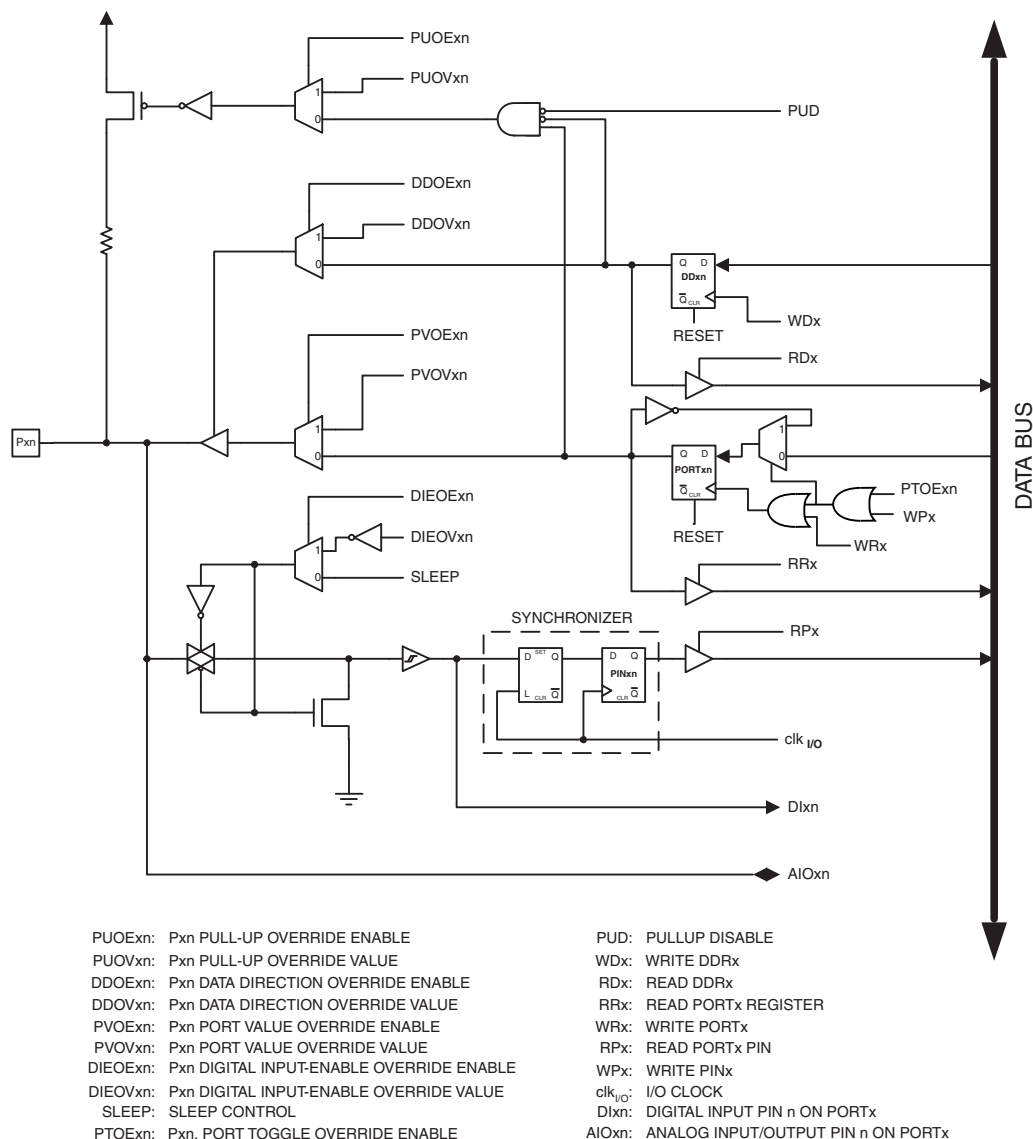 PUOExn
PUOVxn
1
0
PUD
DDOExn
DDOVxn
1
0
Q D
DDxn
Q CLR
WDx
RESET
RDx
PVOExn
PVOVxn
1
0
Pxn
1
0
Q D
PORTxn
Q CLR
PTOExn
WPx
RESET
WRx
RRx
DATA BUS
DIEOExn
DIEOVxn
1
0
SLEEP
SYNCHRONIZER
RPx
D SET Q
L CLR Q
D Q
PINxn
CLR Q
clk I/O
DIxn
AIOxn
PUOExn: Pxn PULL-UP OVERRIDE ENABLE
PUOVxn: Pxn PULL-UP OVERRIDE VALUE
DDOExn: Pxn DATA DIRECTION OVERRIDE ENABLE
DDOVxn: Pxn DATA DIRECTION OVERRIDE VALUE
PVOExn: Pxn PORT VALUE OVERRIDE ENABLE
PVOVxn: Pxn PORT VALUE OVERRIDE VALUE
DIEOExn: Pxn DIGITAL INPUT-ENABLE OVERRIDE ENABLE
DIEOVxn: Pxn DIGITAL INPUT-ENABLE OVERRIDE VALUE
SLEEP: SLEEP CONTROL
PTOExn: Pxn, PORT TOGGLE OVERRIDE ENABLE
PUD: PULLUP DISABLE
WDx: WRITE DDRx
RDx: READ DDRx
RRx: READ PORTx REGISTER
WRx: WRITE PORTx
RPx: READ PORTx PIN
WPx: WRITE PINx
clkI/O: I/O CLOCK
DIxn: DIGITAL INPUT PIN n ON PORTx
AIOxn: ANALOG INPUT/OUTPUT PIN n ON PORTx